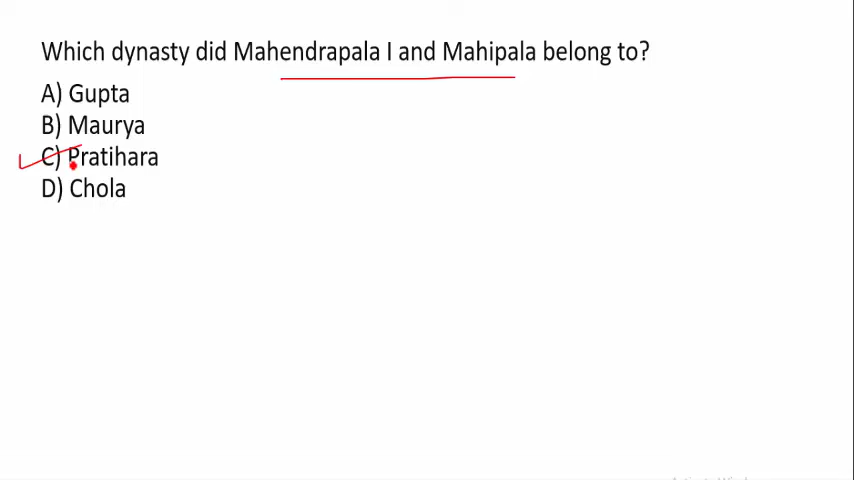 Which dynasty did Mahendrapala I and Mahipala belong to?
A) Gupta
B) Maurya
C) Pratihara
D) Chola